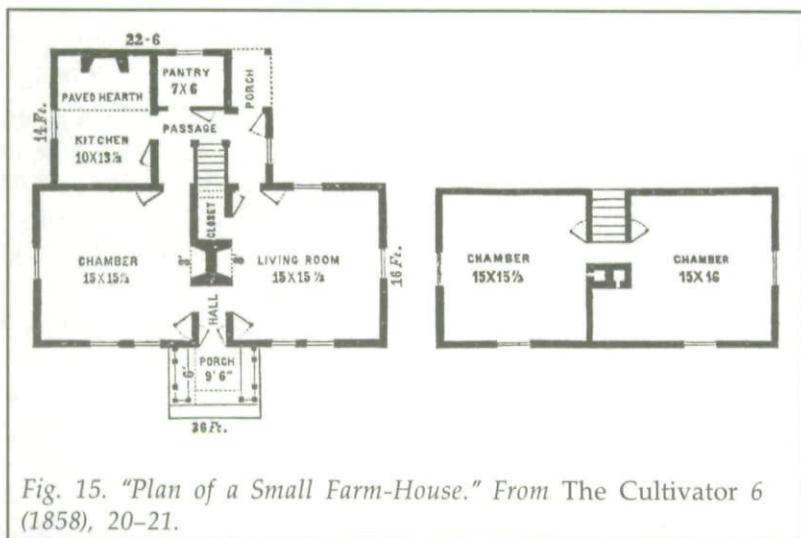 22-6
PANTRY
7X6
PORCH
PAVED HEARTH
14 Ft.
PASSAGE
KITCHEN
10X13½
CLOSET
CHAMBER
15X15½
LIVING ROOM
15X15½
16 Ft.
HALL
PORCH
9'6"
6'
36 Ft.
CHAMBER
15X15½
CHAMBER
15X16
Fig. 15. "Plan of a Small Farm-House." From The Cultivator 6
(1858), 20–21.